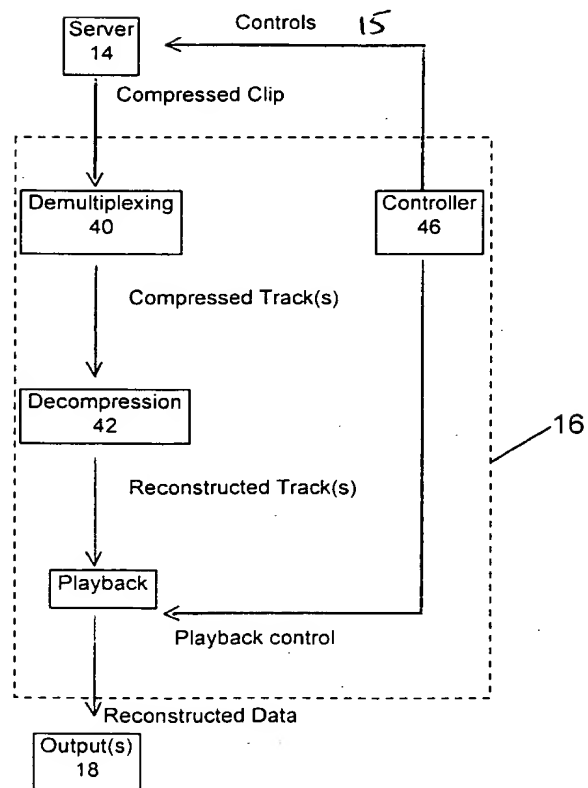 Controls 15
Server
14
Compressed Clip
Demultiplexing
40
Controller
46
Compressed Track(s)
Decompression
42
16
Reconstructed Track(s)
Playback
Playback control
Reconstructed Data
Output(s)
18